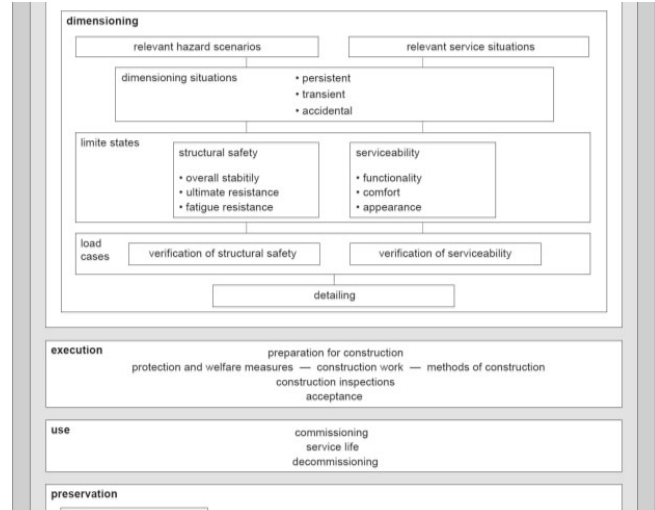 dimensioning
relevant hazard scenarios
relevant service situations
dimensioning situations
• persistent
• transient
• accidental
limite states
structural safety
• overall stabitily
• ultimate resistance
• fatigue resistance
serviceability
• functionality
• comfort
• appearance
load
cases
verification of structural safety
verification of serviceability
detailing
execution
preparation for construction
protection and welfare measures — construction work — methods of construction
construction inspections
acceptance
use
commissioning
service life
decommissioning
preservation